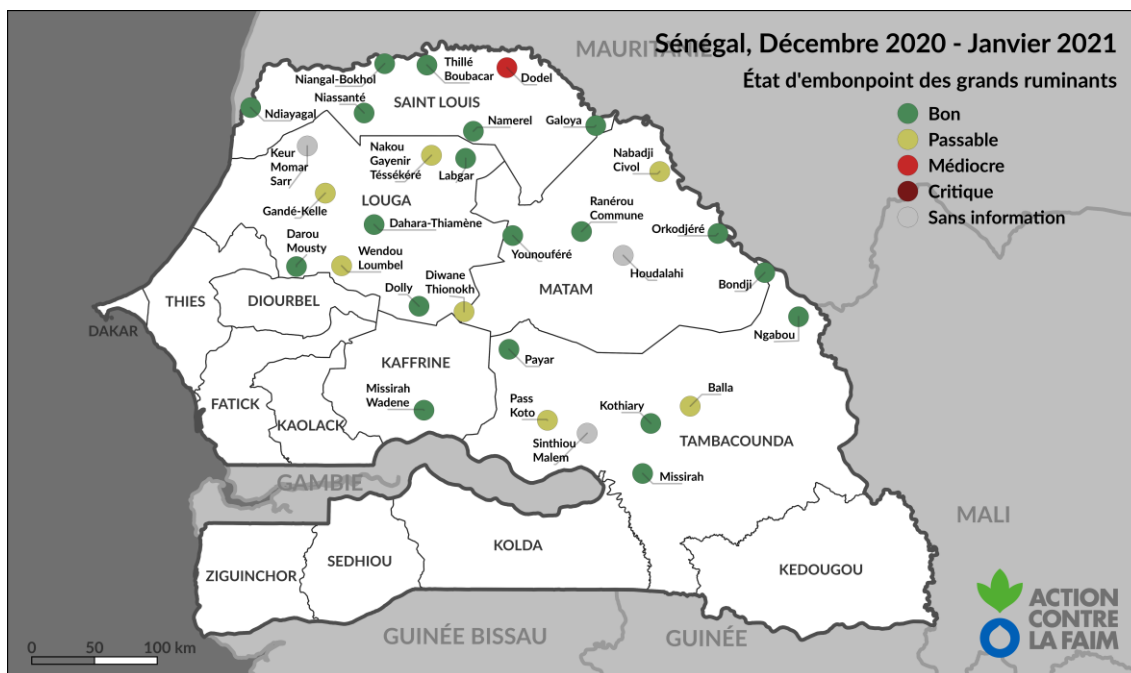 MAURITANIE
Sénégal, Décembre 2020 - Janvier 2021
État d'embonpoint des grands ruminants
Bon
Passable
Médiocre
Critique
Sans information
Niangal-Bokhol
Thillé
Boubacar
Dodel
Ndiayagal
Niassanté
SAINT LOUIS
Namerel
Galoya
Keur
Momar
Sarr
Nakou
Gayenir
Téssékéré
Labgar
Nabadji
Civol
Gandé-Kelle
LOUGA
Dahara-Thiamène
Ranérou
Commune
Younouféré
Orkodjéré
Darou
Mousty
Wendou
Loumbel
Houdalahi
Bondji
Diwane
Thionokh
Dolly
MATAM
THIES
DIOURBEL
DAKAR
Ngabou
KAFFRINE
Payar
Missirah
Wadene
FATICK
KAOLACK
Pass
Koto
Balla
Kothiary
Sinthiou
Malem
TAMBACOUNDA
Missirah
GAMBIE
MALI
ZIGUINCHOR
SEDHIOU
KOLDA
KEDOUGOU
GUINÉE BISSAU
GUINÉE
ACTION
CONTRE
LA FAIM
0 50 100 km